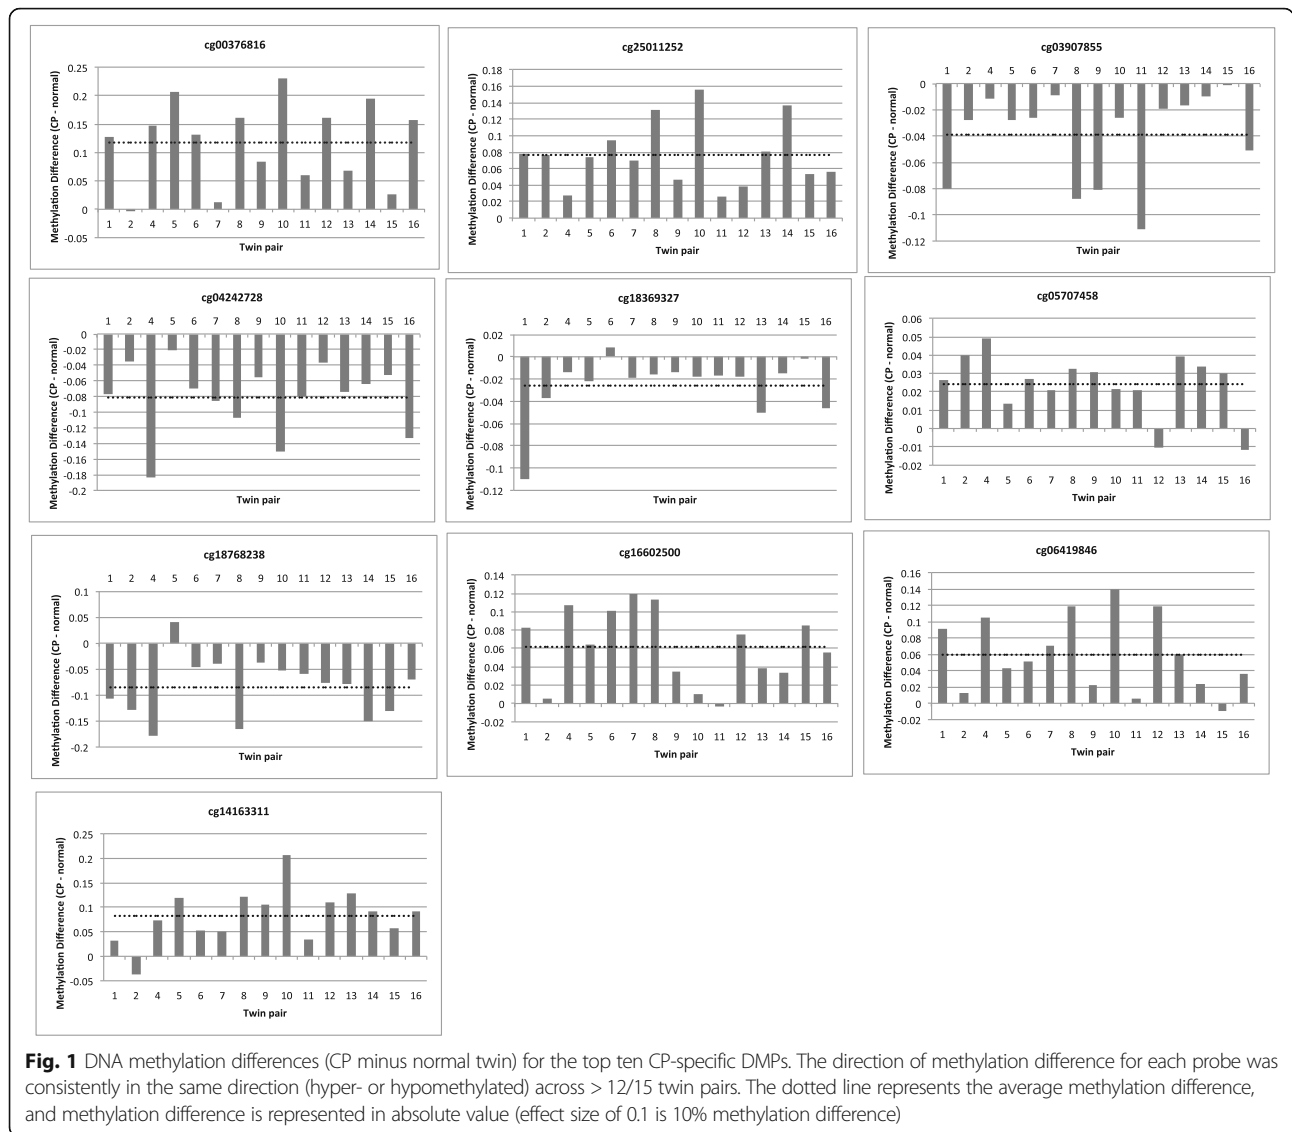 cg00376816
Methylation Difference (CP - normal)
0.25
0.2
0.15
0.1
0.05
0
-0.05
1 2 4 5 6 7 8 9 10 11 12 13 14 15 16
Twin pair
cg25011252
Methylation Difference (CP - normal)
0.18
0.16
0.14
0.12
0.1
0.08
0.06
0.04
0.02
0
1 2 4 5 6 7 8 9 10 11 12 13 14 15 16
Twin pair
cg03907855
Methylation Difference (CP - normal)
1 2 4 5 6 7 8 9 10 11 12 13 14 15 16
0
-0.02
-0.04
-0.06
-0.08
-0.1
-0.12
Twin pair
cg04242728
Methylation Difference (CP - normal)
1 2 4 5 6 7 8 9 10 11 12 13 14 15 16
0
-0.02
-0.04
-0.06
-0.08
-0.1
-0.12
-0.14
-0.16
-0.18
-0.2
Twin pair
cg18369327
Methylation Difference (CP - normal)
1 2 4 5 6 7 8 9 10 11 12 13 14 15 16
0.02
0
-0.02
-0.04
-0.06
-0.08
-0.1
-0.12
Twin pair
cg05707458
Methylation Difference (CP - normal)
0.06
0.05
0.04
0.03
0.02
0.01
0
-0.01
-0.02
1 2 4 5 6 7 8 9 10 11 12 13 14 15 16
Twin pair
cg18768238
Methylation Difference (CP - normal)
1 2 4 5 6 7 8 9 10 11 12 13 14 15 16
0.1
0.05
0
-0.05
-0.1
-0.15
-0.2
Twin pair
cg16602500
Methylation Difference (CP - normal)
0.14
0.12
0.1
0.08
0.06
0.04
0.02
0
-0.02
1 2 4 5 6 7 8 9 10 11 12 13 14 15 16
Twin pair
cg06419846
Methylation Difference (CP - normal)
0.16
0.14
0.12
0.1
0.08
0.06
0.04
0.02
0
-0.02
1 2 4 5 6 7 8 9 10 11 12 13 14 15 16
Twin pair
cg14163311
Methylation Difference (CP - normal)
0.25
0.2
0.15
0.1
0.05
0
-0.05
1 2 4 5 6 7 8 9 10 11 12 13 14 15 16
Twin pair
Fig. 1 DNA methylation differences (CP minus normal twin) for the top ten CP-specific DMPs. The direction of methylation difference for each probe was
consistently in the same direction (hyper- or hypomethylated) across > 12/15 twin pairs. The dotted line represents the average methylation difference,
and methylation difference is represented in absolute value (effect size of 0.1 is 10% methylation difference)